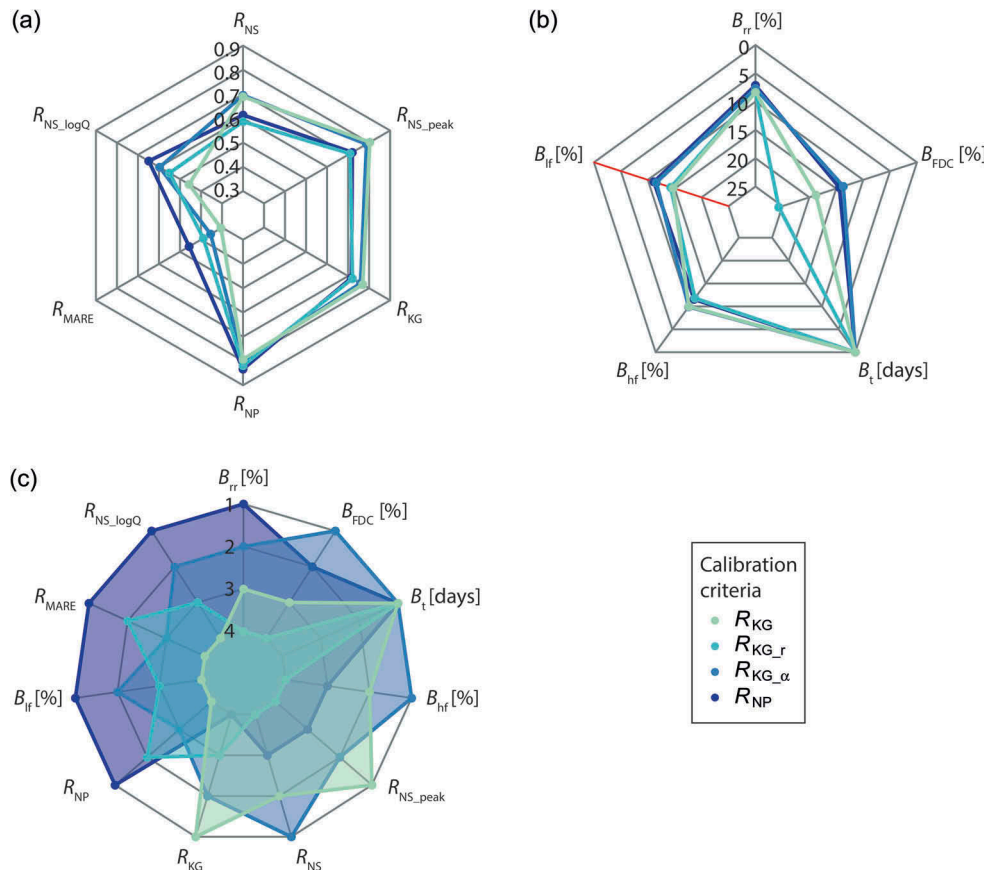 (a)
R_NS
0.9
0.8
0.7
0.6
0.5
0.4
0.3
R_NS_logQ
R_NS_peak
R_MARE
R_KG
R_NP
(b)
B_rr [%]
0
5
10
15
20
25
B_lf [%]
B_FDC [%]
B_hf [%]
B_t [days]
(c)
B_rr [%]
1
2
3
4
R_NS_logQ
B_FDC [%]
R_MARE
B_t [days]
B_lf [%]
B_hf [%]
R_NP
R_NS_peak
R_KG
R_NS
Calibration
criteria
R_KG
R_KG_r
R_KG_α
R_NP